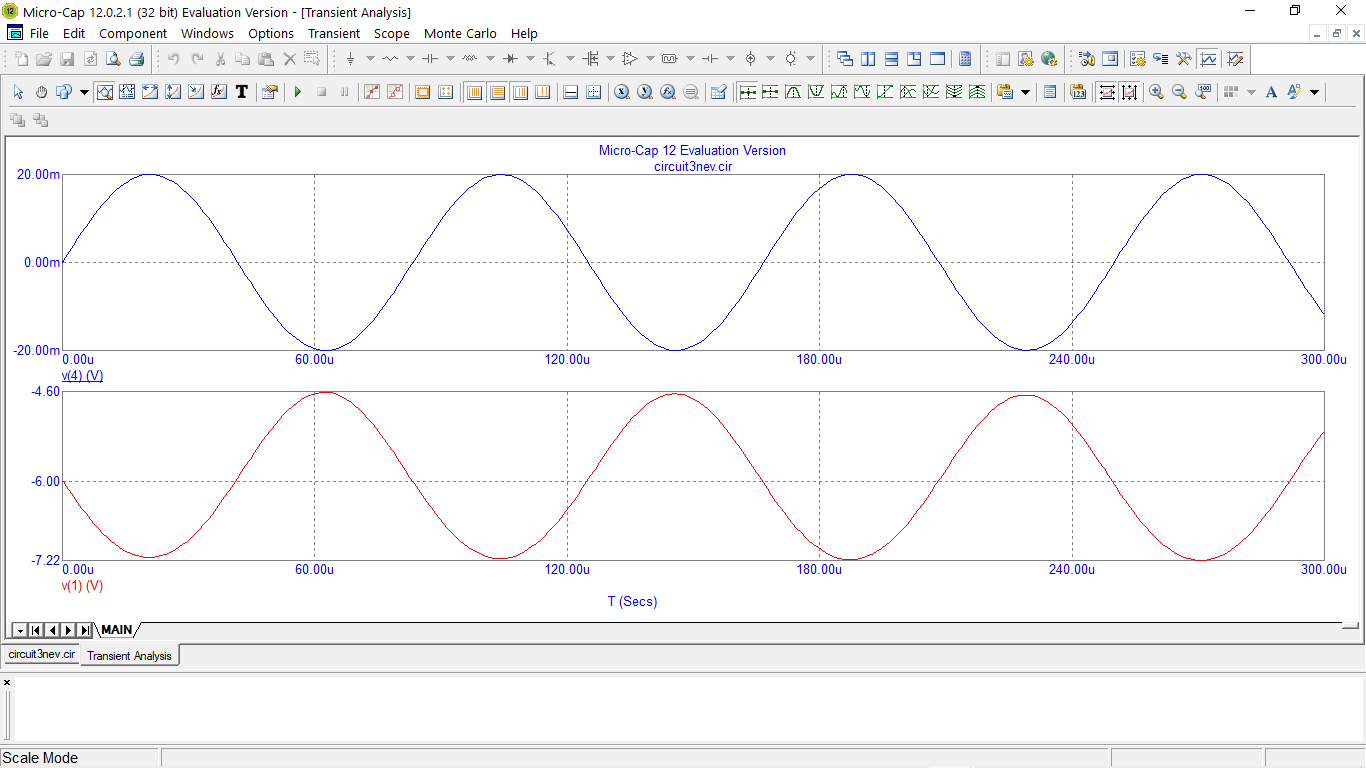 12 Micro-Cap 12.0.2.1 (32 bit) Evaluation Version - [Transient Analysis]
File Edit Component Windows Options Transient Scope Monte Carlo Help
Micro-Cap 12 Evaluation Version
circuit3nev.cir
20.00m
0.00m
-20.00m
0.00u 60.00u 120.00u 180.00u 240.00u 300.00u
v(4) (V)
-4.60
-6.00
-7.22
0.00u 60.00u 120.00u 180.00u 240.00u 300.00u
v(1) (V)
T (Secs)
MAIN
circuit3nev.cir Transient Analysis
Scale Mode